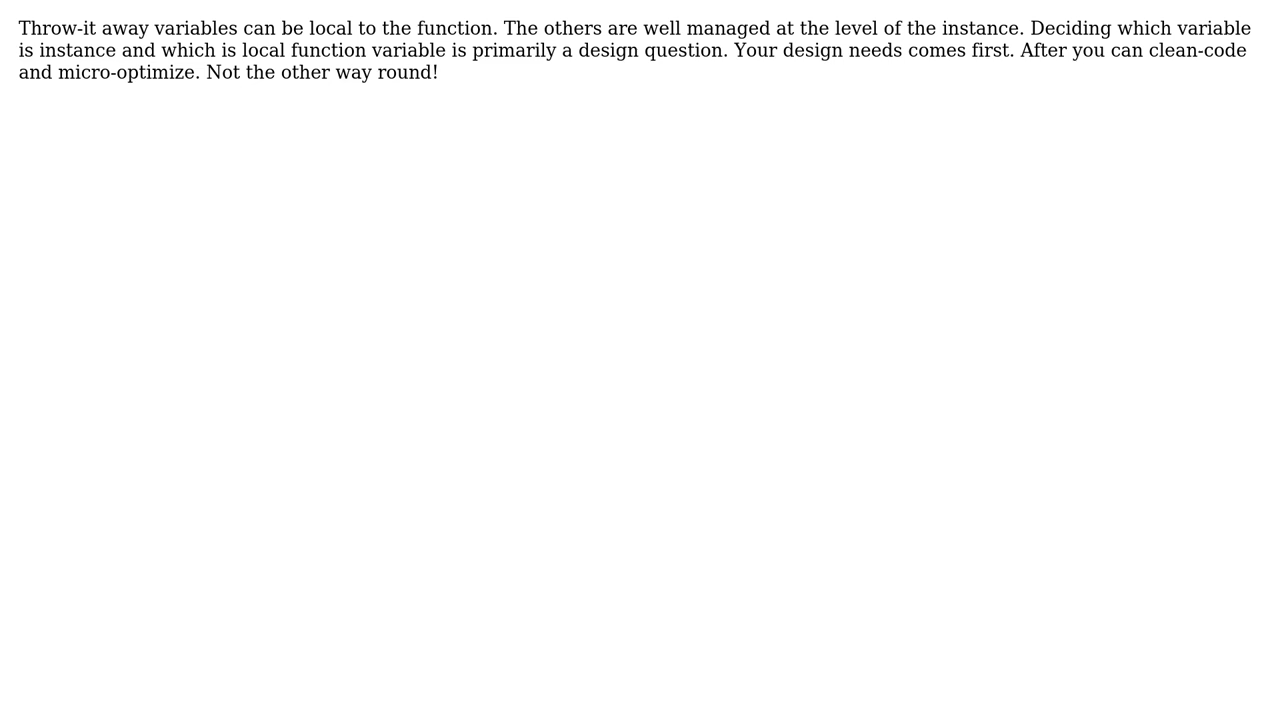 Throw-it away variables can be local to the function. The others are well managed at the level of the instance. Deciding which variable
is instance and which is local function variable is primarily a design question. Your design needs comes first. After you can clean-code
and micro-optimize. Not the other way round!